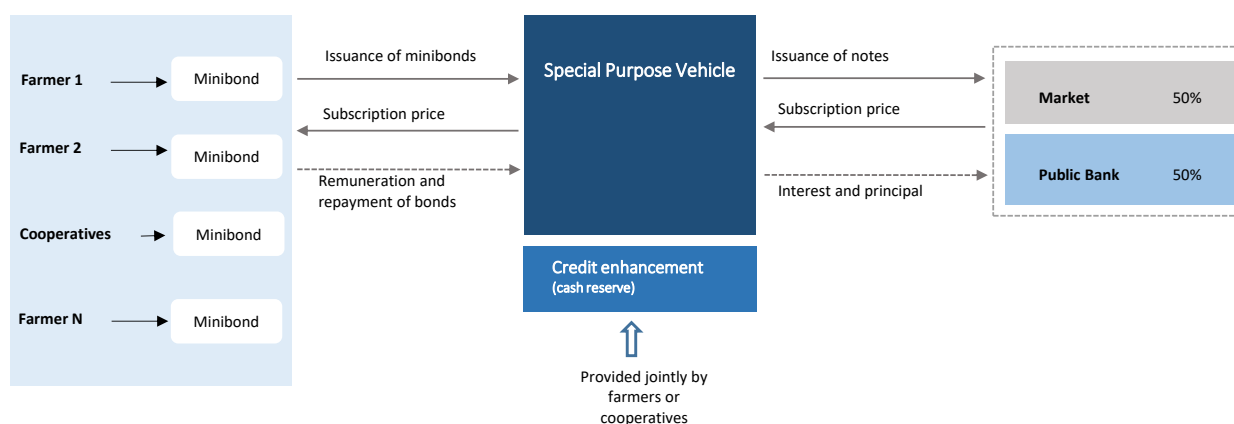 Farmer 1
Minibond
Farmer 2
Minibond
Cooperatives
Minibond
Farmer N
Minibond
Issuance of minibonds
Subscription price
Remuneration and
repayment of bonds
Special Purpose Vehicle
Credit enhancement
(cash reserve)
Provided jointly by
farmers or
cooperatives
Issuance of notes
Subscription price
Interest and principal
Market 50%
Public Bank 50%